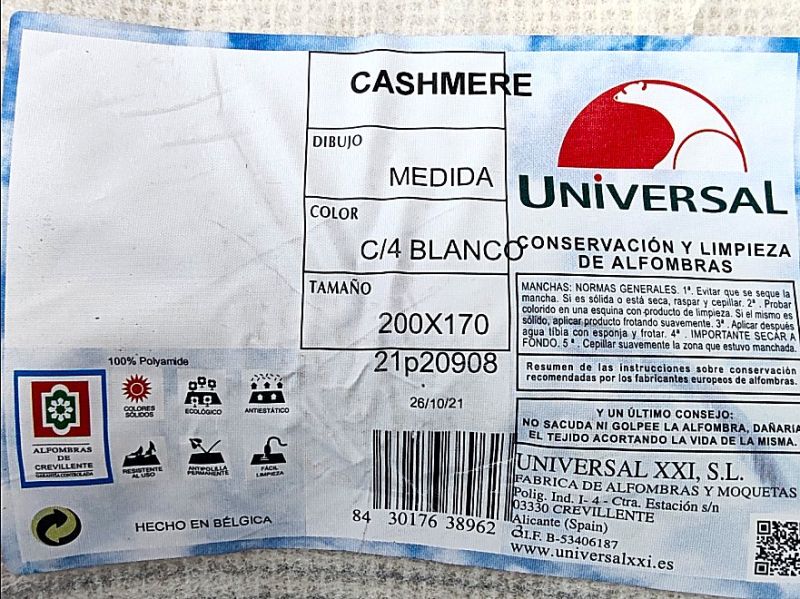 CASHMERE
DIBUJO
MEDIDA
COLOR
C/4 BLANCO
TAMAÑO
200X170
21p20908
26/10/21
84 30176 38962
100% Polyamide
ALFOMBRAS
DE
CREVILLENTE
GARANTÍA CONTROLADA
COLORES
SÓLIDOS
ECOLÓGICO
ANTIESTÁTICO
RESISTENTE
AL USO
ANTIPOLILLA
PERMANENTE
FÁCIL
LIMPIEZA
HECHO EN BÉLGICA
UNIVERSAL
CONSERVACIÓN Y LIMPIEZA
DE ALFOMBRAS
MANCHAS: NORMAS GENERALES. 1ª. Evitar que se seque la
mancha. Si es sólida o está seca, raspar y cepillar. 2ª . Probar
colorido en una esquina con producto de limpieza. Si el mismo es
sólido, aplicar producto frotando suavemente. 3ª . Aplicar después
agua tibia con esponja y frotar. 4ª . IMPORTANTE SECAR A
FONDO. 5ª . Cepillar suavemente la zona que estuvo manchada.
Resumen de las instrucciones sobre conservación
recomendadas por los fabricantes europeos de alfombras.
Y UN ÚLTIMO CONSEJO:
NO SACUDA NI GOLPEE LA ALFOMBRA, DAÑARIA
EL TEJIDO ACORTANDO LA VIDA DE LA MISMA.
UNIVERSAL XXI, S.L.
FABRICA DE ALFOMBRAS Y MOQUETAS
Polig. Ind. I- 4 - Ctra. Estación s/n
03330 CREVILLENTE
Alicante (Spain)
C.I.F. B-53406187
www.universalxxi.es